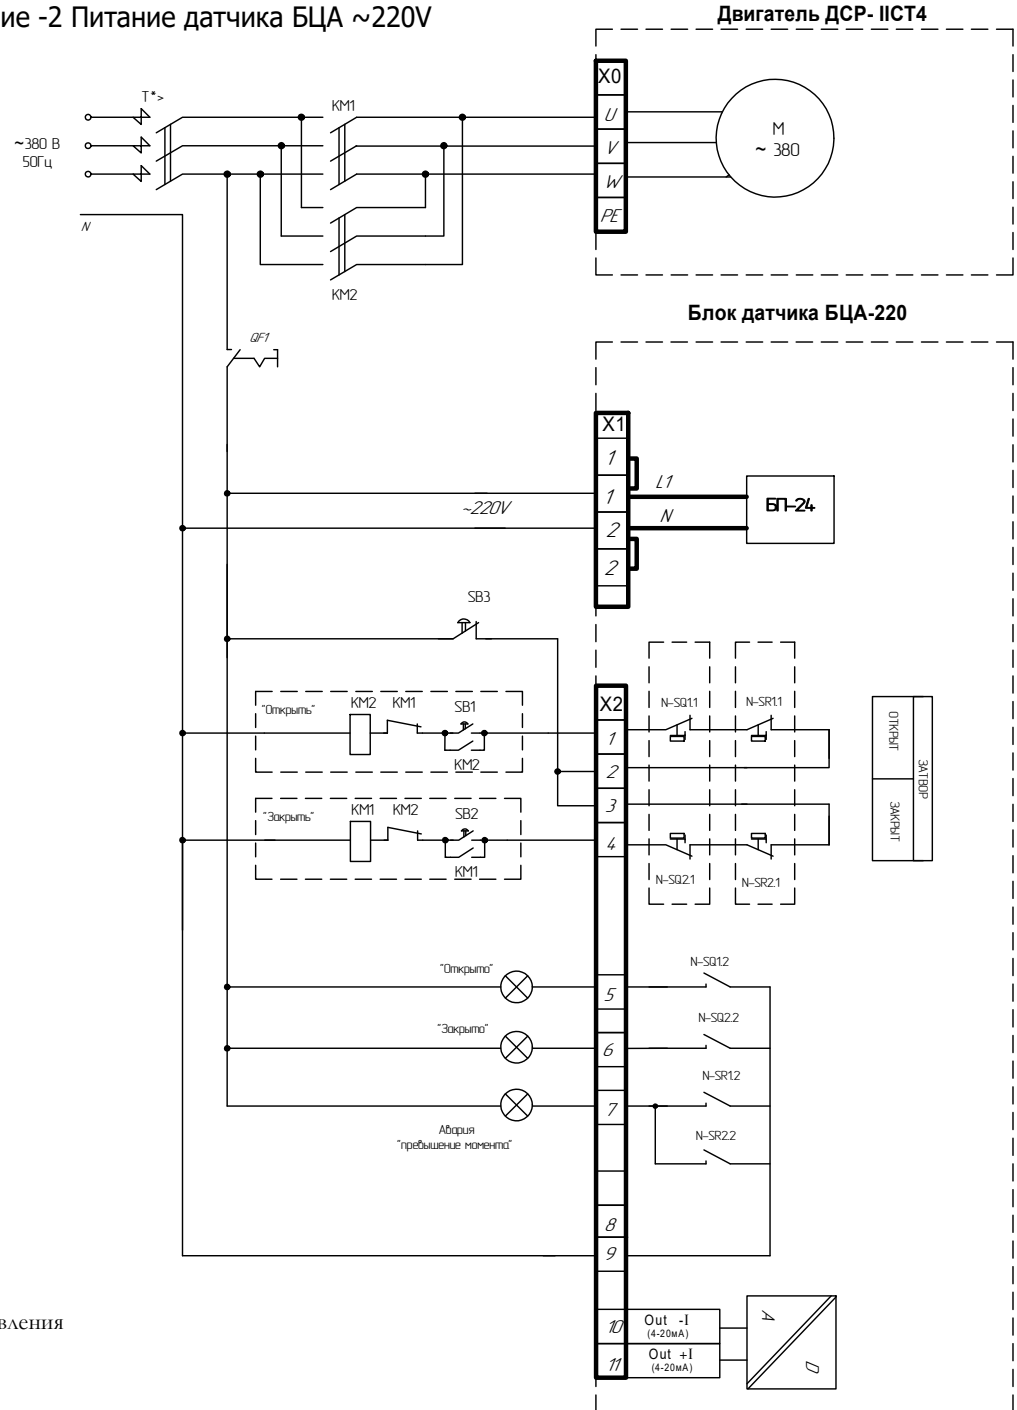 ие -2 Питание датчика БЦА ~220V
Двигатель ДСР- IIСТ4
T*>
KM1
X0
~380 В
50Гц
U
V
W
PE
M
~ 380
N
KM2
QF1
Блок датчика БЦА-220
X1
1
1
2
2
L1
N
~220V
БП-24
SB3
X2
"Открыть"
KM2
KM1
SB1
KM2
1
2
3
4
N-SQ1.1
N-SR1.1
"Закрыть"
KM1
KM2
SB2
KM1
N-SQ2.1
N-SR2.1
ЗАТВОР
ОТКРЫТ
ЗАКРЫТ
"Открыто"
5
N-SQ1.2
"Закрыто"
6
N-SQ2.2
7
N-SR1.2
Авария
"превышение момента"
N-SR2.2
8
9
вления
10
Out -I
(4-20мА)
11
Out +I
(4-20мА)
A
D